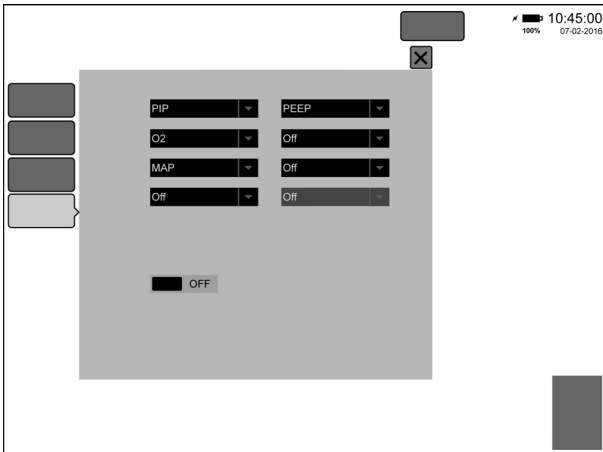 10:45:00
100% 07-02-2016
PIP PEEP
O2 Off
MAP Off
Off Off
OFF